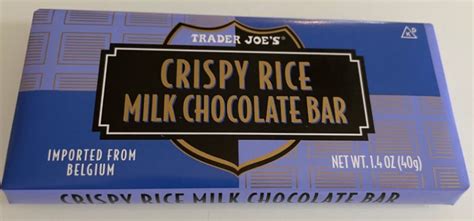 TRADER JOE'S
CRISPY RICE
MILK CHOCOLATE BAR
IMPORTED FROM
BELGIUM
NET WT. 1.4 OZ (40g)
CRISPY RICE MILK CHOCOLATE BAR